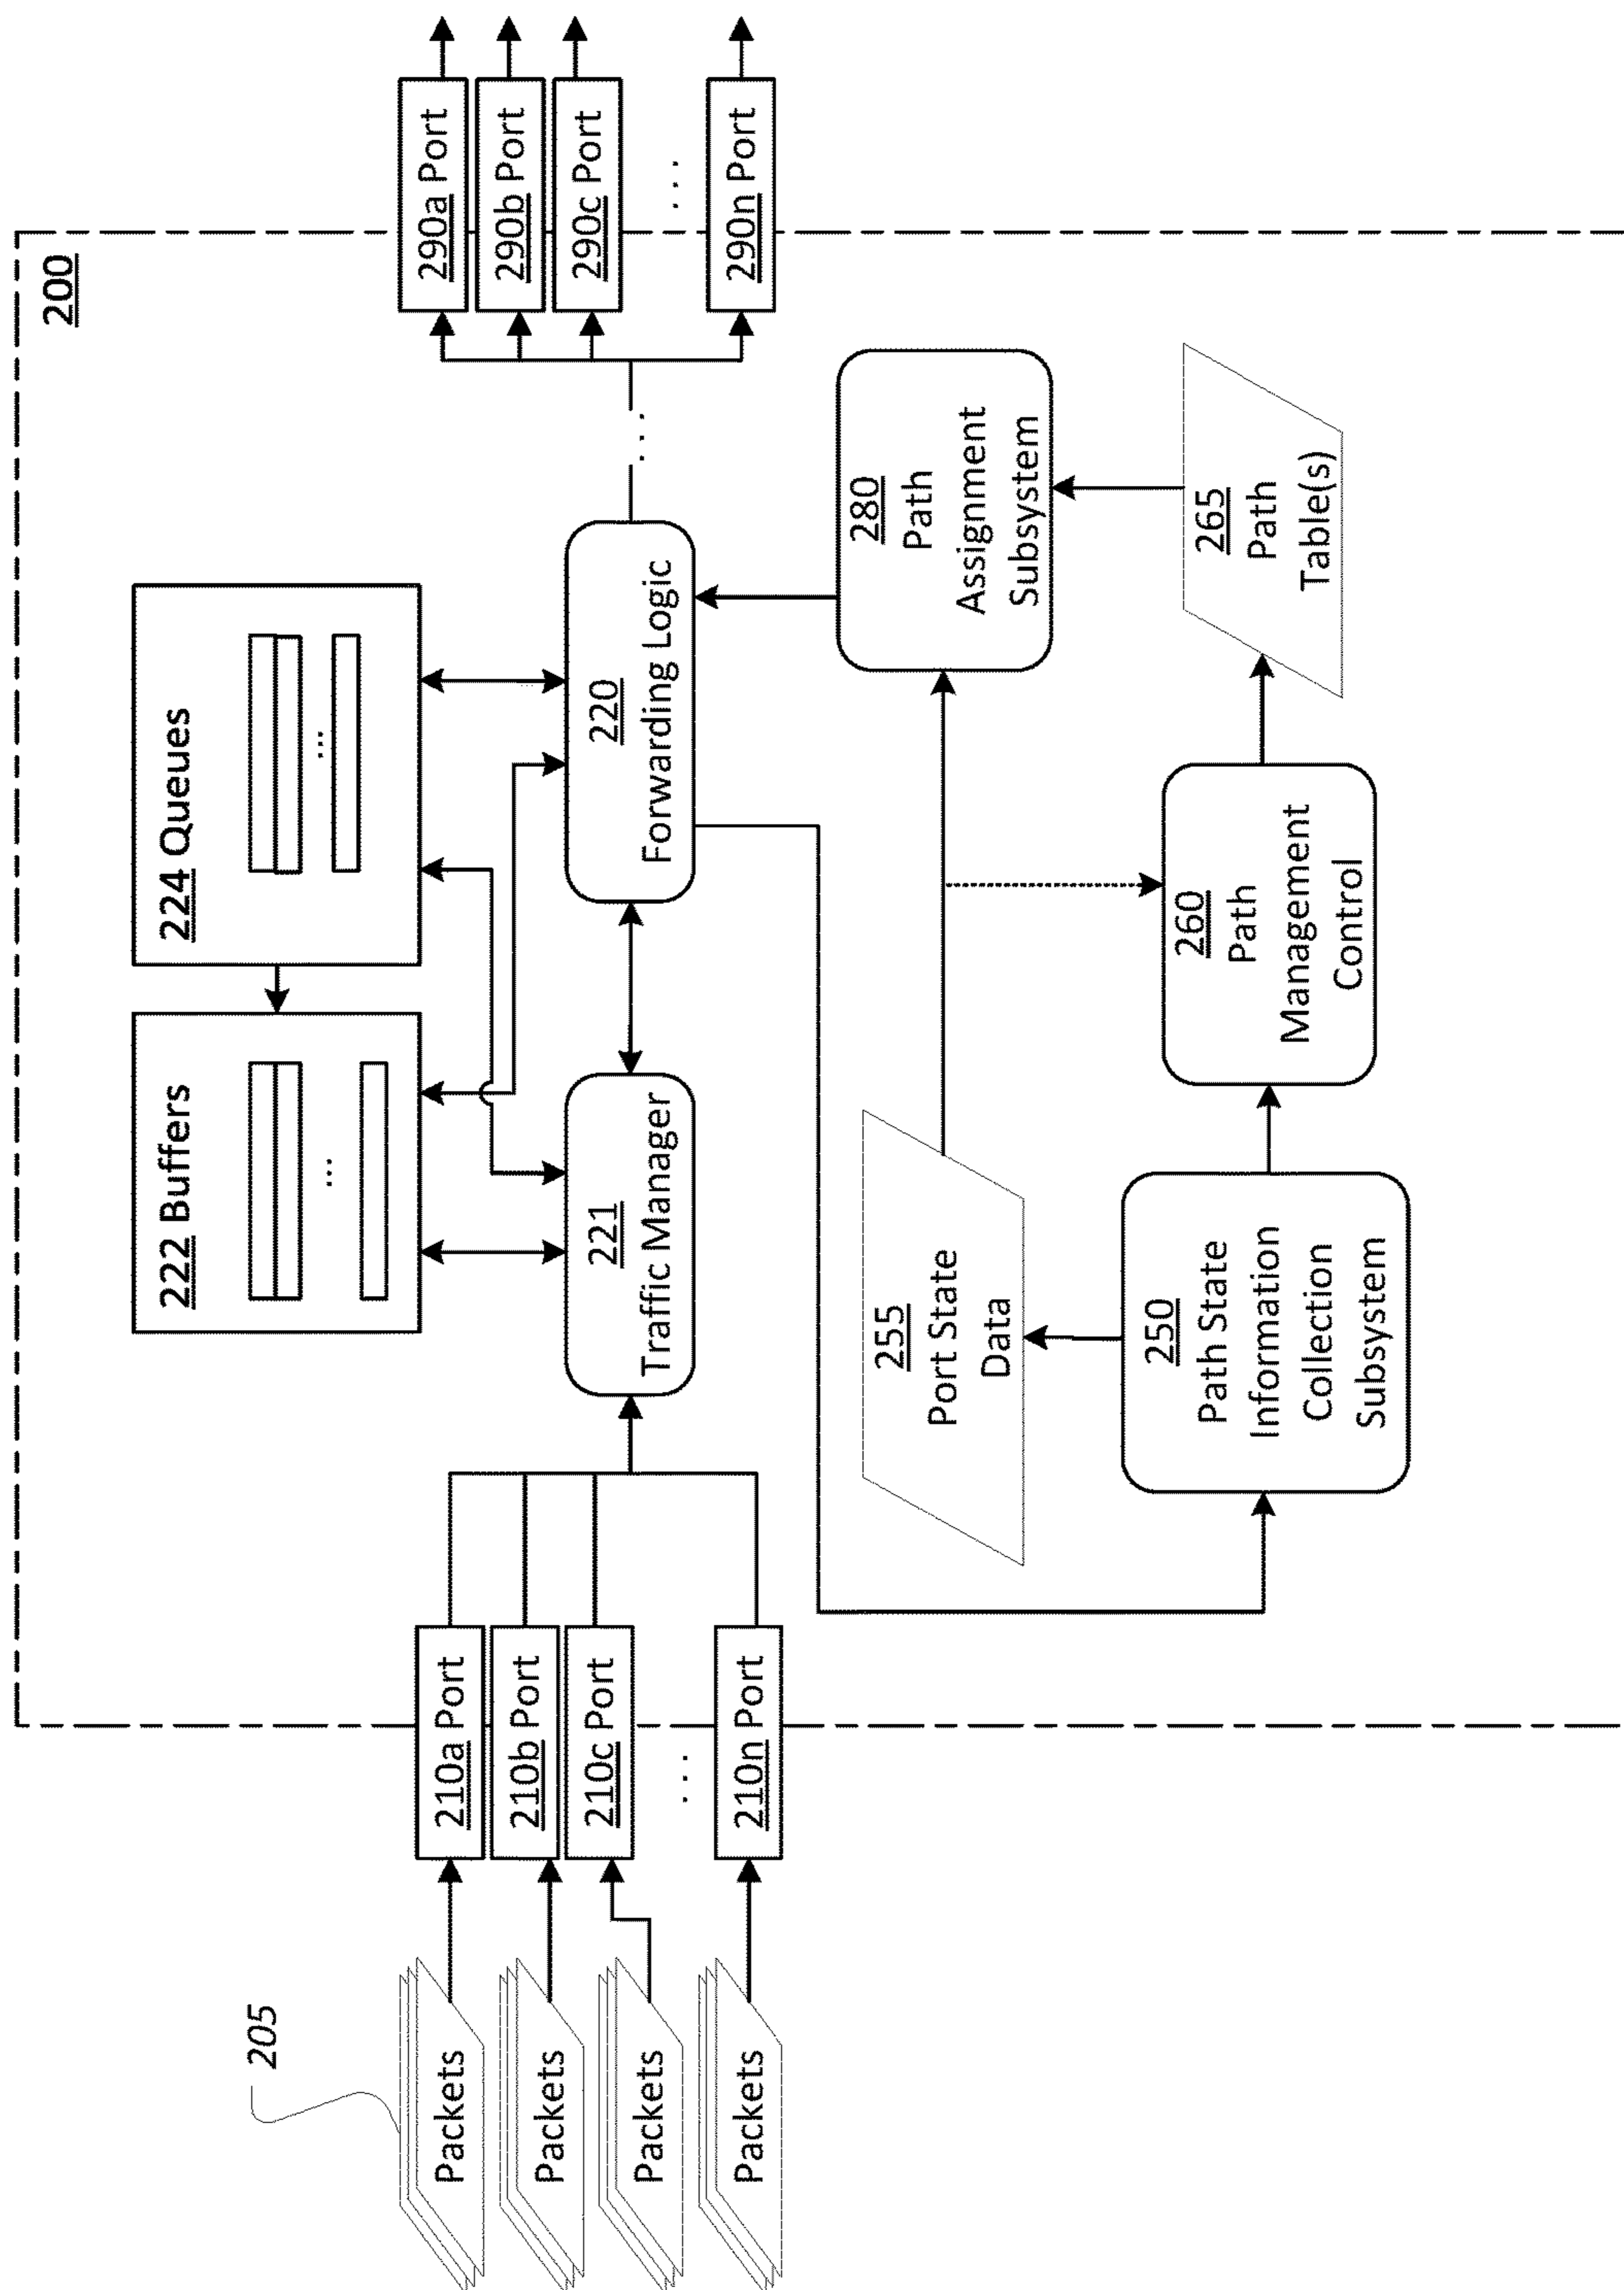 200
205
Packets
Packets
Packets
Packets
210a Port
210b Port
210c Port
...
210n Port
222 Buffers
...
224 Queues
...
221
Traffic Manager
220
Forwarding Logic
...
290a Port
290b Port
290c Port
...
290n Port
255
Port State
Data
250
Path State
Information
Collection
Subsystem
260
Path
Management
Control
280
Path
Assignment
Subsystem
265
Path
Table(s)